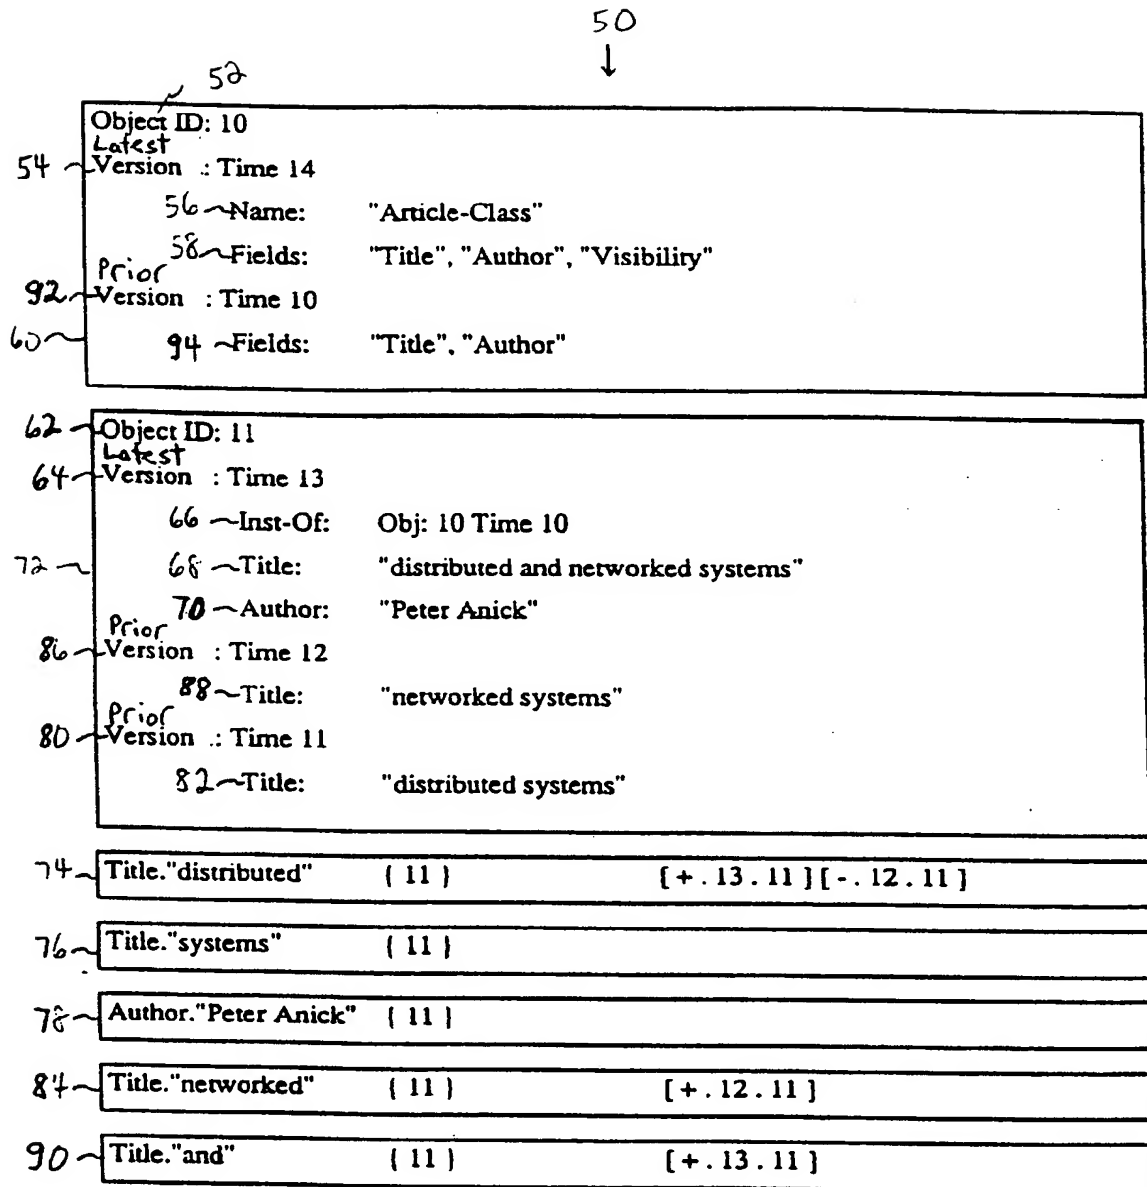 50
52
Object ID: 10
Latest
54 Version .: Time 14
56 Name: "Article-Class"
58 Fields: "Title", "Author", "Visibility"
Prior
92 Version : Time 10
60 94 Fields: "Title", "Author"
62 Object ID: 11
Latest
64 Version : Time 13
66 Inst-Of: Obj: 10 Time 10
72 68 Title: "distributed and networked systems"
70 Author: "Peter Anick"
Prior
86 Version : Time 12
88 Title: "networked systems"
Prior
80 Version .: Time 11
82 Title: "distributed systems"
74 Title."distributed" { 11 } [ + . 13 . 11 ] [ - . 12 . 11 ]
76 Title."systems" { 11 }
78 Author."Peter Anick" { 11 }
84 Title."networked" { 11 } [ + . 12 . 11 ]
90 Title."and" { 11 } [ + . 13 . 11 ]